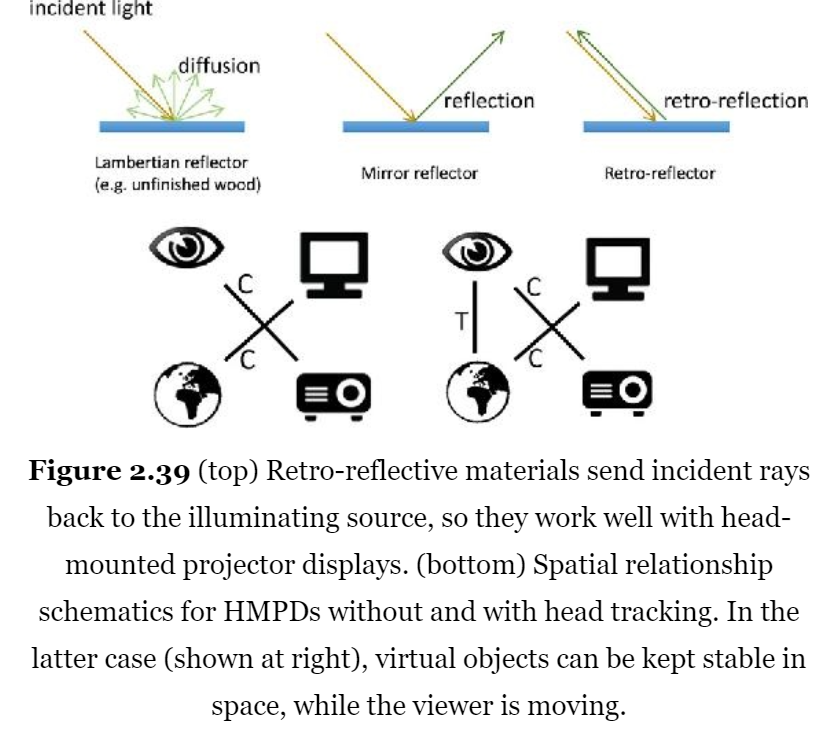 incident light
diffusion
reflection
retro-reflection
Lambertian reflector
(e.g. unfinished wood)
Mirror reflector
Retro-reflector
C
C
C
T
C
Figure 2.39 (top) Retro-reflective materials send incident rays
back to the illuminating source, so they work well with head-
mounted projector displays. (bottom) Spatial relationship
schematics for HMPDs without and with head tracking. In the
latter case (shown at right), virtual objects can be kept stable in
space, while the viewer is moving.